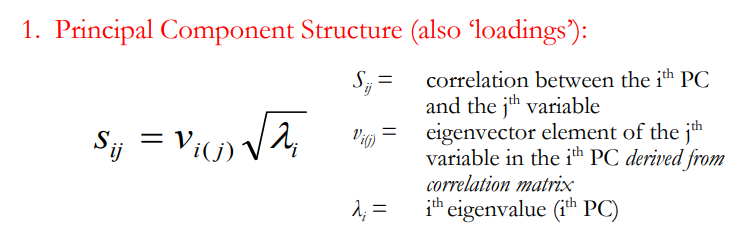 1. Principal Component Structure (also ‘loadings’):
s_ij = v_i(j) √λ_i
S_ij = correlation between the i^th PC
and the j^th variable
v_i(j) = eigenvector element of the j^th
variable in the i^th PC derived from
correlation matrix
λ_i = i^th eigenvalue (i^th PC)